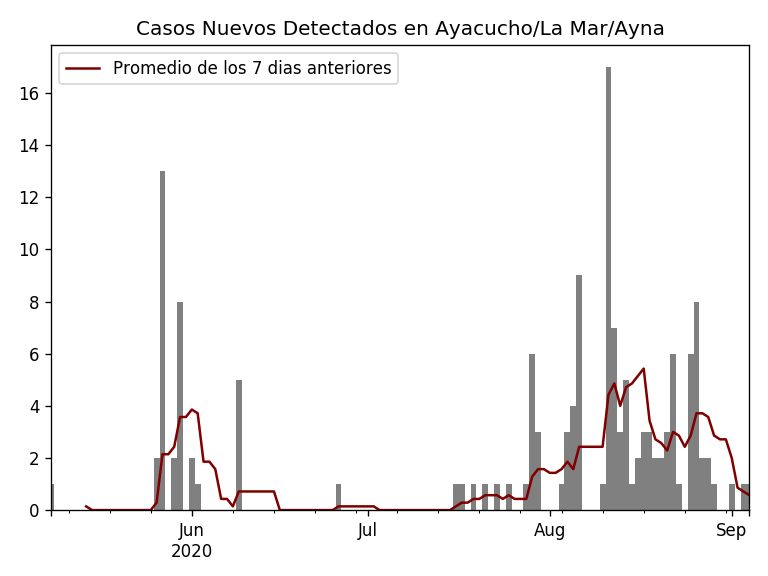 Casos Nuevos Detectados en Ayacucho/La Mar/Ayna
Promedio de los 7 dias anteriores
16
14
12
10
8
6
4
2
0
Jun
2020
Jul
Aug
Sep